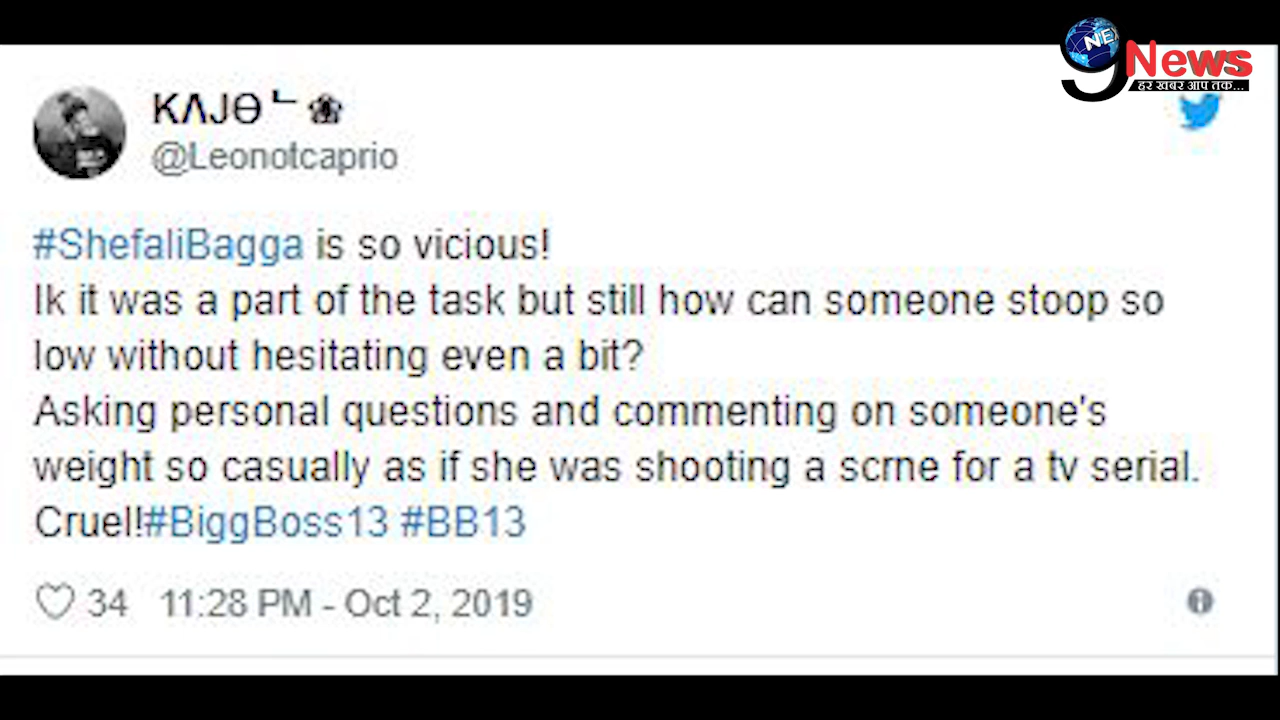 NE
9 News
हर खबर आप तक...
KΛJΘᄂ❀
@Leonotcaprio
#ShefaliBagga is so vicious!
Ik it was a part of the task but still how can someone stoop so
low without hesitating even a bit?
Asking personal questions and commenting on someone's
weight so casually as if she was shooting a scrne for a tv serial.
Cruel!#BiggBoss13 #BB13
34 11:28 PM - Oct 2, 2019